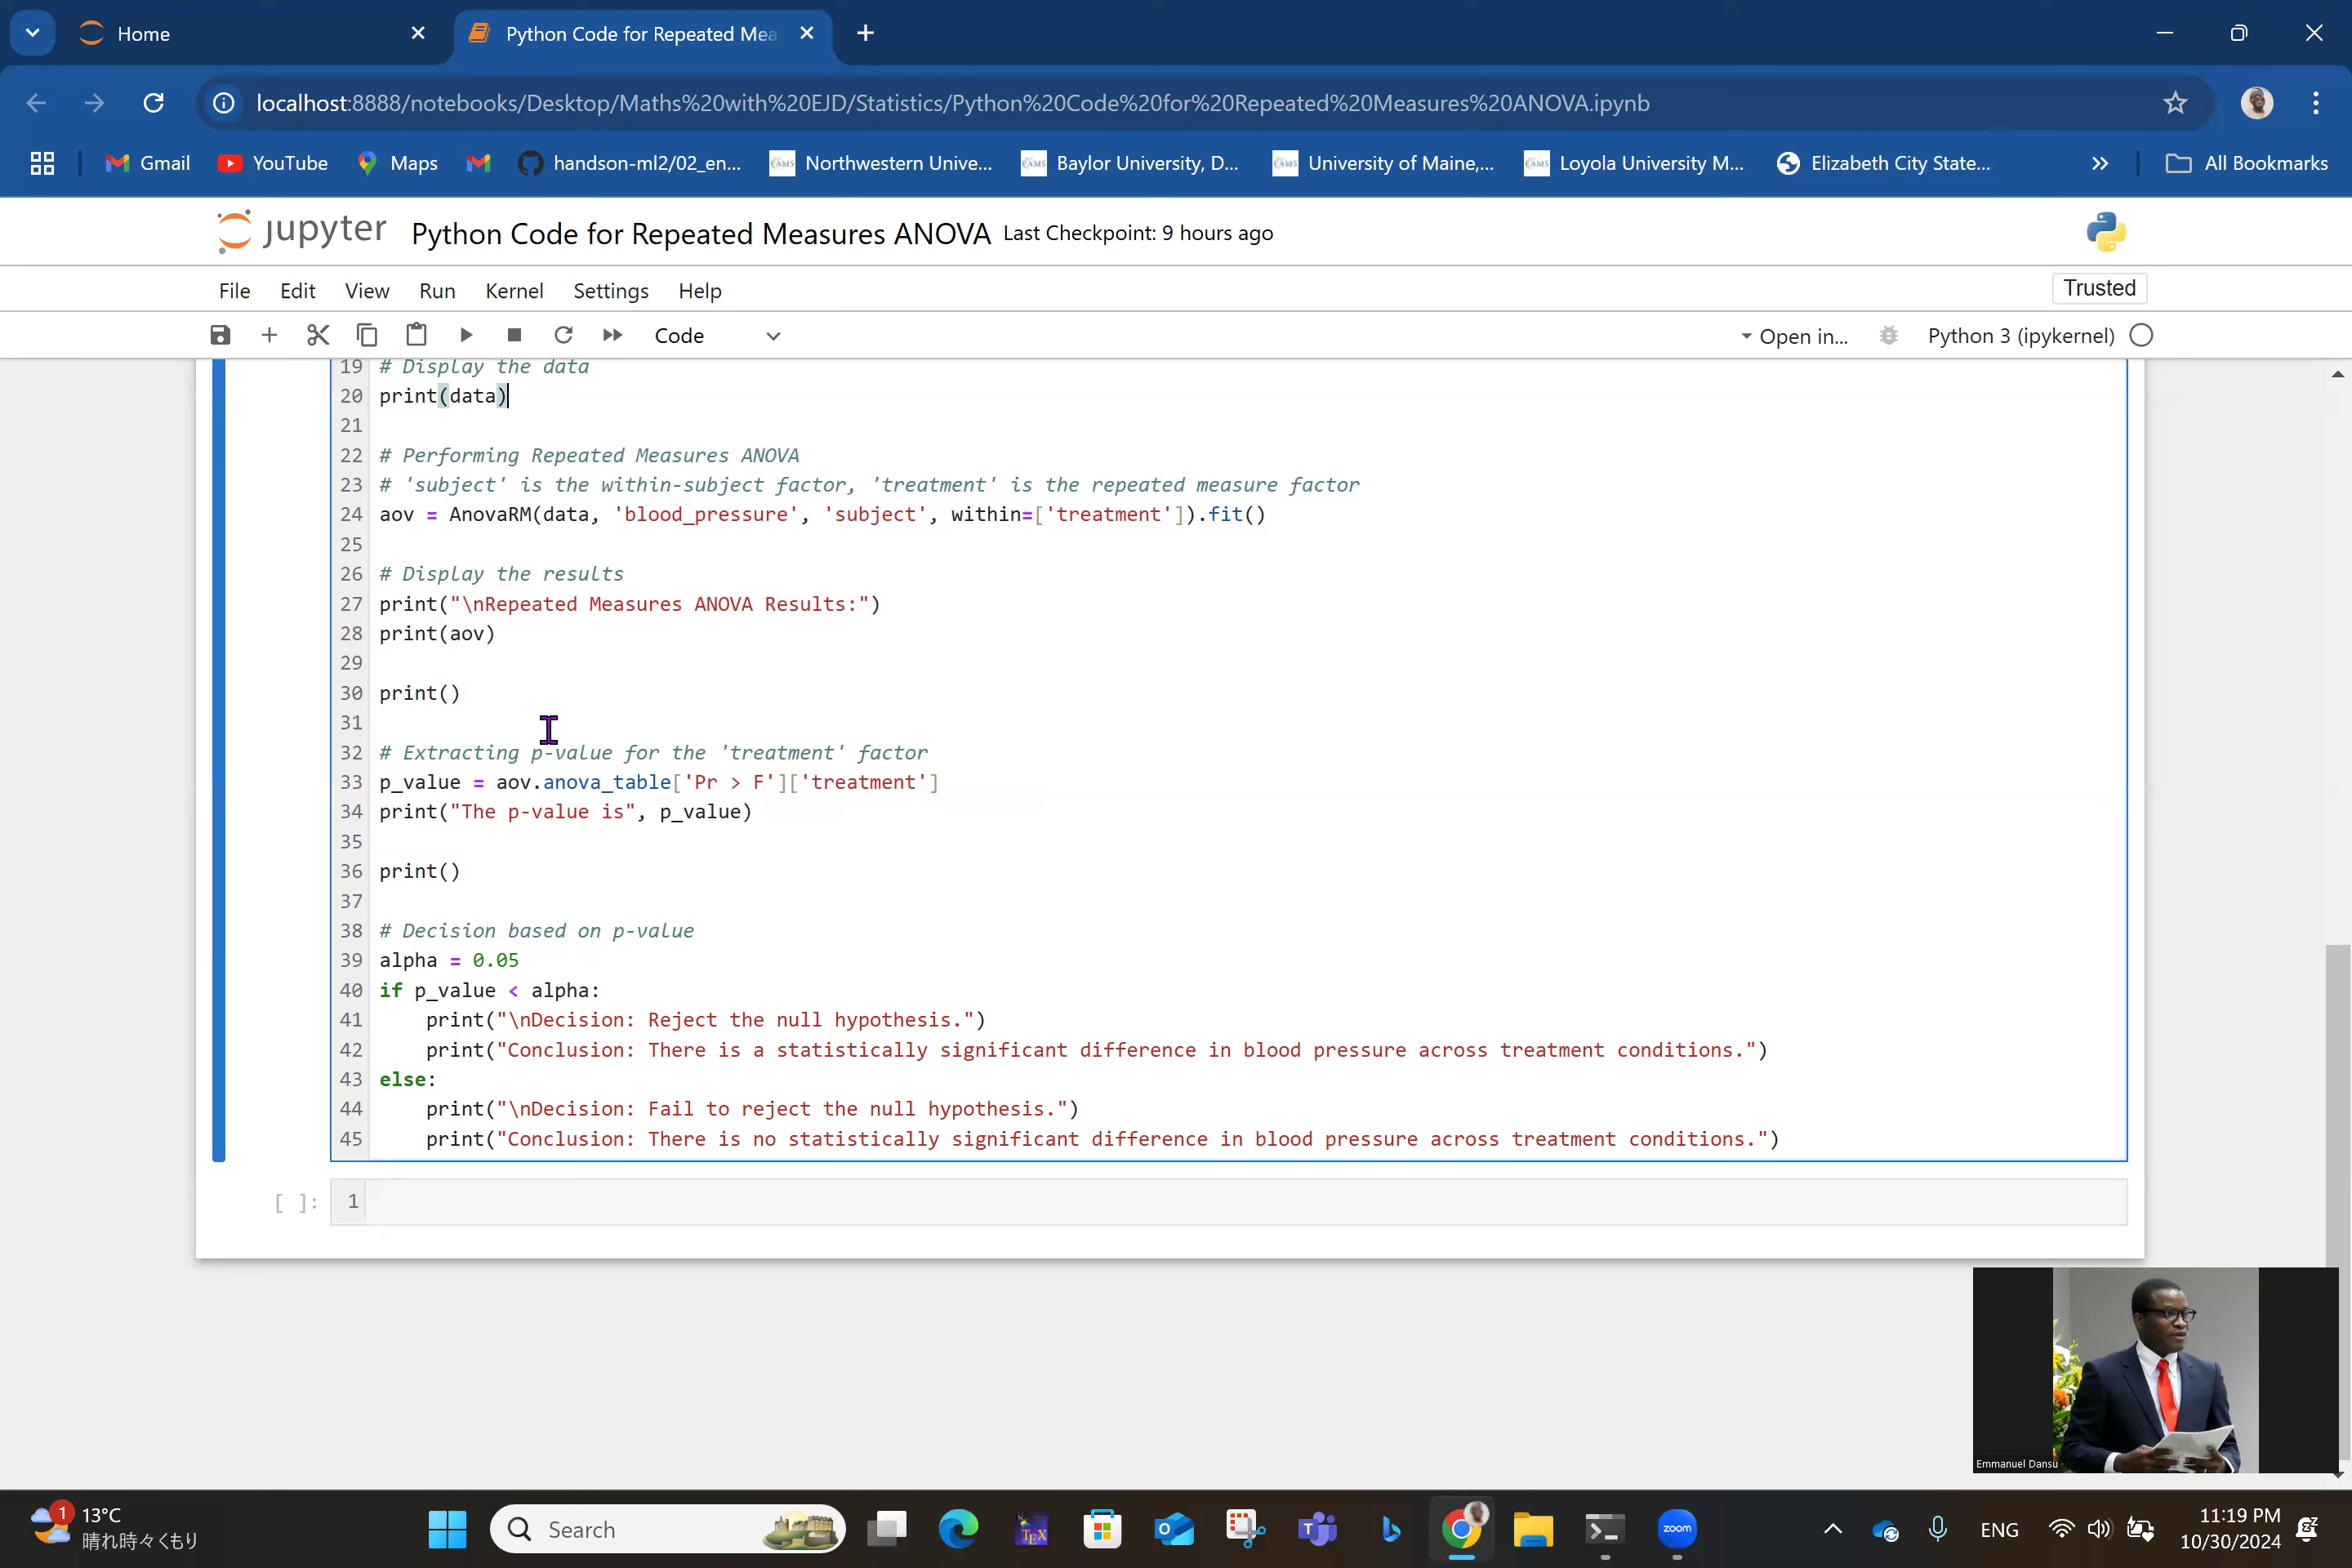 Home
Python Code for Repeated Mea
localhost:8888/notebooks/Desktop/Maths%20with%20EJD/Statistics/Python%20Code%20for%20Repeated%20Measures%20ANOVA.ipynb
Gmail YouTube Maps handson-ml2/02_en... Northwestern Unive... Baylor University, D... University of Maine,... Loyola University M... Elizabeth City State... » All Bookmarks
jupyter Python Code for Repeated Measures ANOVA Last Checkpoint: 9 hours ago
File Edit View Run Kernel Settings Help Trusted
Code Open in... Python 3 (ipykernel)
19 # Display the data
20 print(data)
21
22 # Performing Repeated Measures ANOVA
23 # 'subject' is the within-subject factor, 'treatment' is the repeated measure factor
24 aov = AnovaRM(data, 'blood_pressure', 'subject', within=['treatment']).fit()
25
26 # Display the results
27 print("\nRepeated Measures ANOVA Results:")
28 print(aov)
29
30 print()
31
32 # Extracting p-value for the 'treatment' factor
33 p_value = aov.anova_table['Pr > F']['treatment']
34 print("The p-value is", p_value)
35
36 print()
37
38 # Decision based on p-value
39 alpha = 0.05
40 if p_value < alpha:
41     print("\nDecision: Reject the null hypothesis.")
42     print("Conclusion: There is a statistically significant difference in blood pressure across treatment conditions.")
43 else:
44     print("\nDecision: Fail to reject the null hypothesis.")
45     print("Conclusion: There is no statistically significant difference in blood pressure across treatment conditions.")
[ ]: 1
Emmanuel Dansu
1 13°C
晴れ時々くもり
Search
TEX
zoom
ENG
11:19 PM
10/30/2024